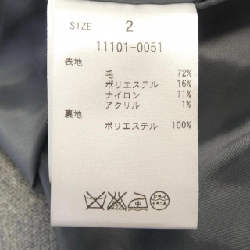 SIZE 2
11101-0051
表地
毛 72%
ポリエステル 16%
ナイロン 11%
アクリル 1%
裏地
ポリエステル 100%